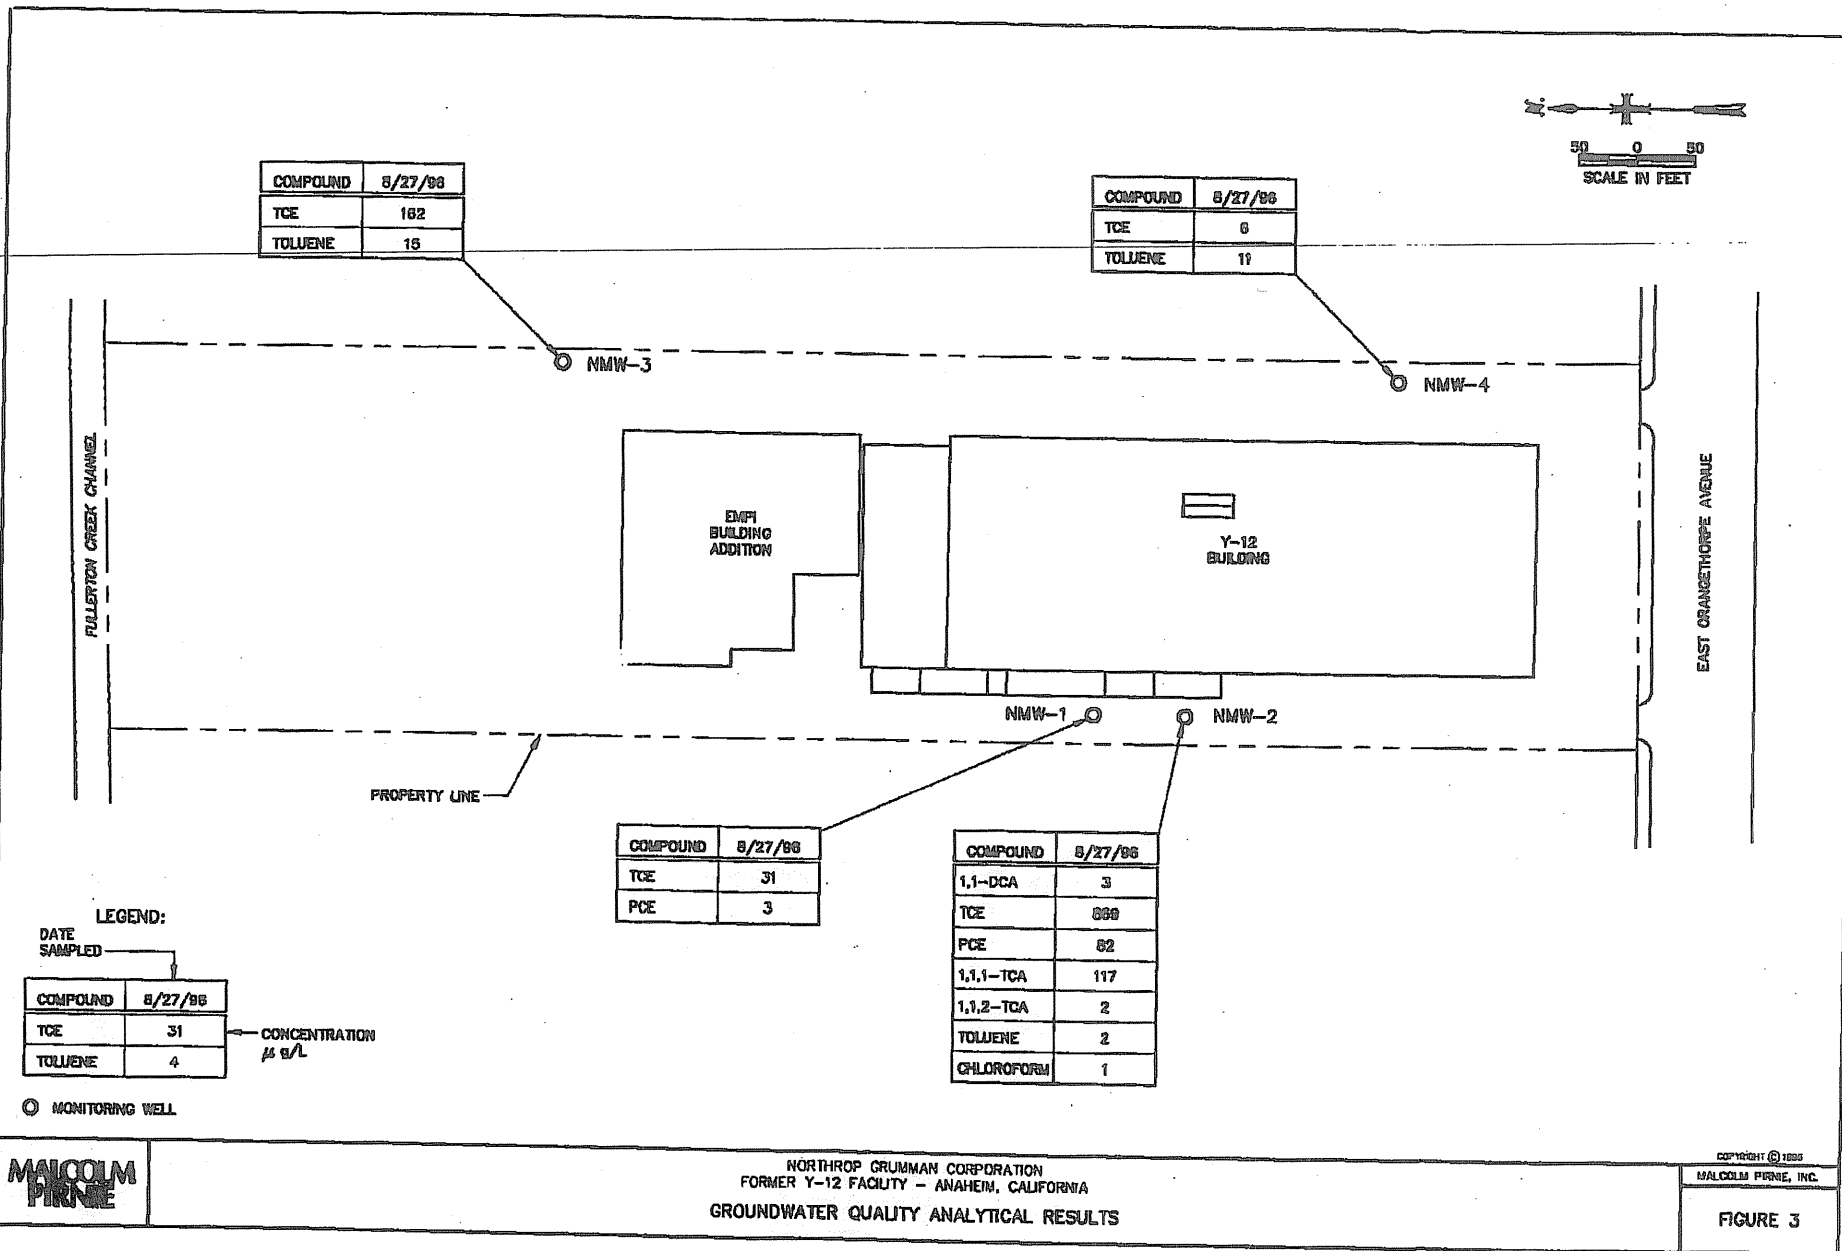 N
50 0 50
SCALE IN FEET
COMPOUND 8/27/96
TCE 162
TOLUENE 15
COMPOUND 8/27/96
TCE 6
TOLUENE 11
NMW-3
NMW-4
FULLERTON CREEK CHANNEL
EMPI
BUILDING
ADDITION
Y-12
BUILDING
EAST ORANGETHORPE AVENUE
NMW-1
NMW-2
PROPERTY LINE
COMPOUND 8/27/96
TCE 31
PCE 3
COMPOUND 8/27/96
1,1-DCA 3
TCE
PCE
1,1,1-TCA 117
1,1,2-TCA 2
TOLUENE 2
CHLOROFORM 1
LEGEND:
DATE
SAMPLED
COMPOUND 8/27/96
TCE 31
TOLUENE 4
CONCENTRATION
µ g/L
MONITORING WELL
MALCOLM
PIRNIE
NORTHROP GRUMMAN CORPORATION
FORMER Y-12 FACILITY - ANAHEIM, CALIFORNIA
GROUNDWATER QUALITY ANALYTICAL RESULTS
COPYRIGHT ©
MALCOLM PIRNIE, INC.
FIGURE 3